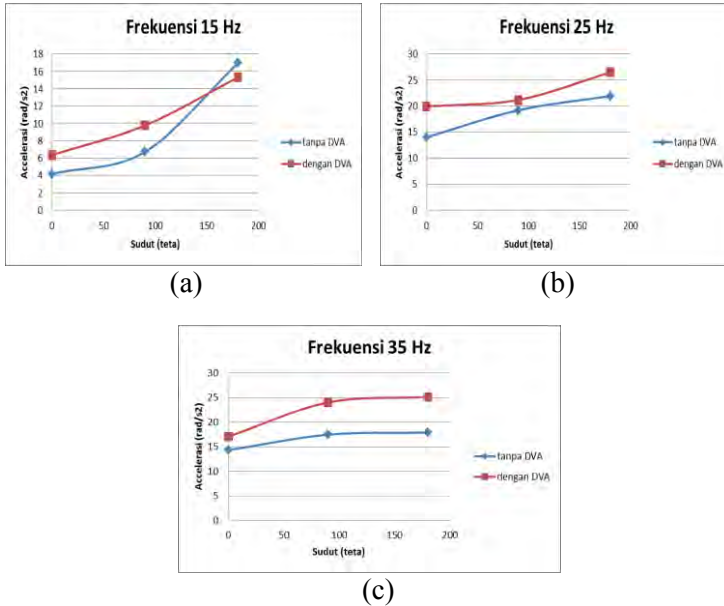 Frekuensi 15 Hz
Accelerasi (rad/s2)
18
16
14
12
10
8
6
4
2
0
0 50 100 150 200
Sudut (teta)
tanpa DVA
dengan DVA
(a)
Frekuensi 25 Hz
Accelerasi (rad/s2)
30
25
20
15
10
5
0
0 50 100 150 200
Sudut (teta)
tanpa DVA
dengan DVA
(b)
Frekuensi 35 Hz
Accelerasi (rad/s2)
30
25
20
15
10
5
0
0 50 100 150 200
Sudut (teta)
tanpa DVA
dengan DVA
(c)